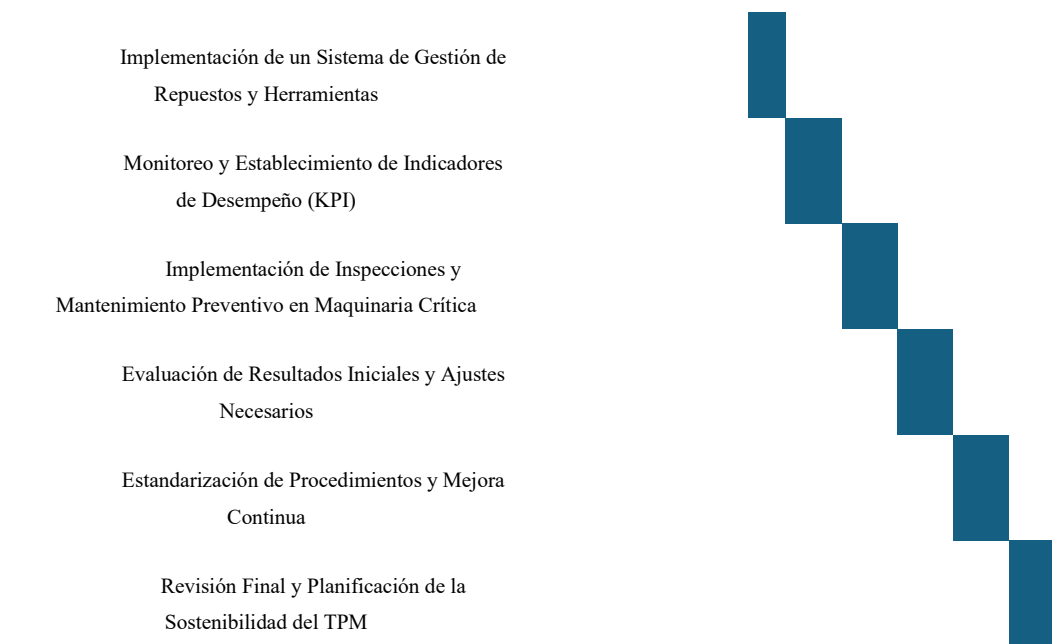 Implementación de un Sistema de Gestión de
Repuestos y Herramientas
Monitoreo y Establecimiento de Indicadores
de Desempeño (KPI)
Implementación de Inspecciones y
Mantenimiento Preventivo en Maquinaria Crítica
Evaluación de Resultados Iniciales y Ajustes
Necesarios
Estandarización de Procedimientos y Mejora
Continua
Revisión Final y Planificación de la
Sostenibilidad del TPM